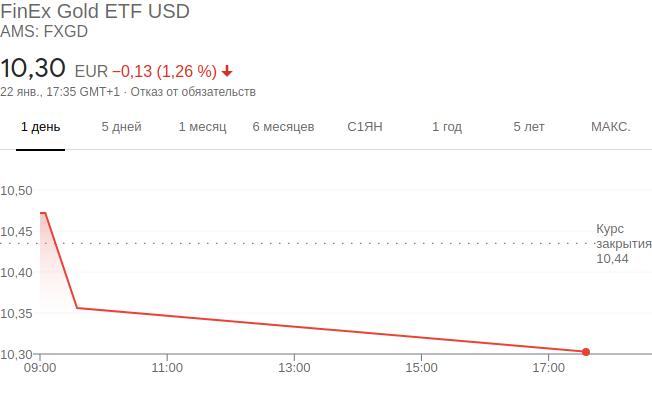 FinEx Gold ETF USD
AMS: FXGD
10,30 EUR −0,13 (1,26 %)
22 янв., 17:35 GMT+1 · Отказ от обязательств
1 день 5 дней 1 месяц 6 месяцев С1ЯН 1 год 5 лет МАКС.
10,50
10,45
10,40
10,35
10,30
Курс
закрытия
10,44
09:00 11:00 13:00 15:00 17:00